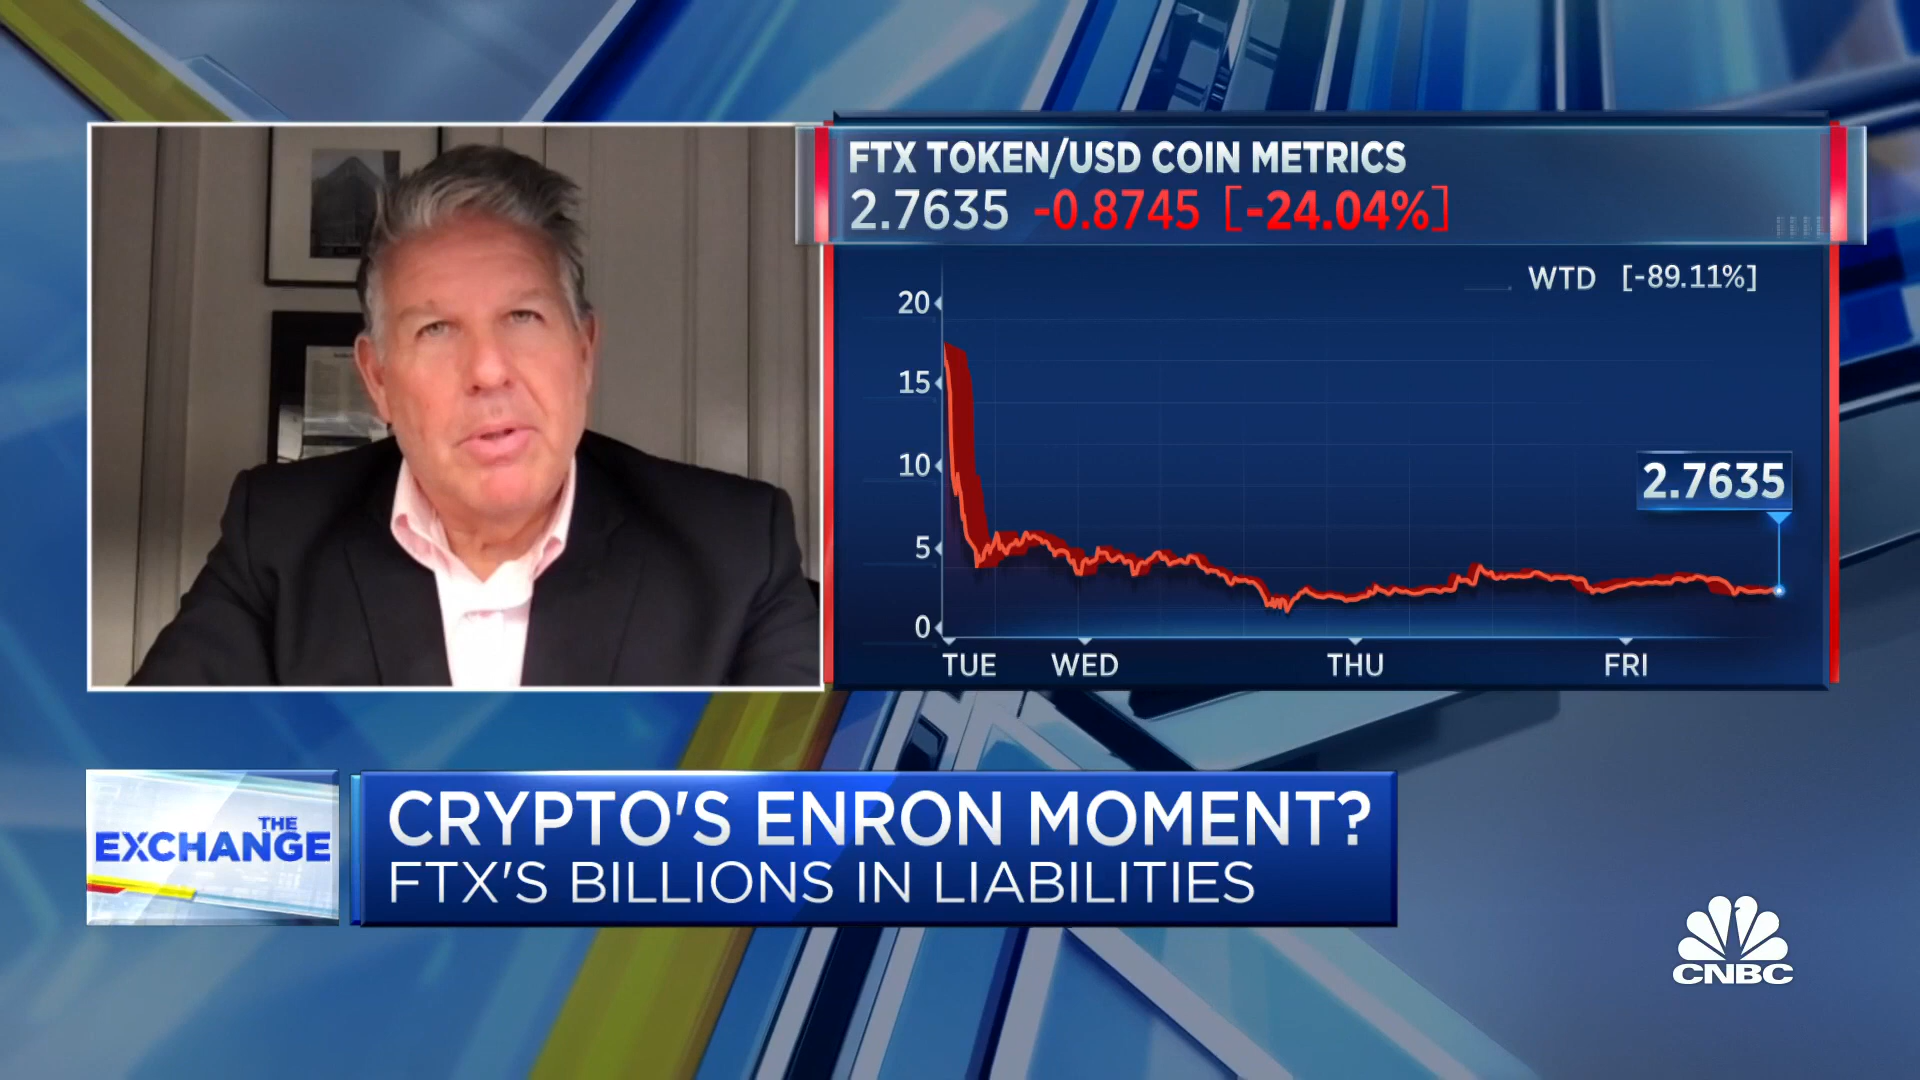 FTX TOKEN/USD COIN METRICS
2.7635 -0.8745 [-24.04%]
WTD [-89.11%]
20
15
10
5
0
2.7635
TUE WED THU FRI
THE
EXCHANGE
CRYPTO'S ENRON MOMENT?
FTX'S BILLIONS IN LIABILITIES
CNBC